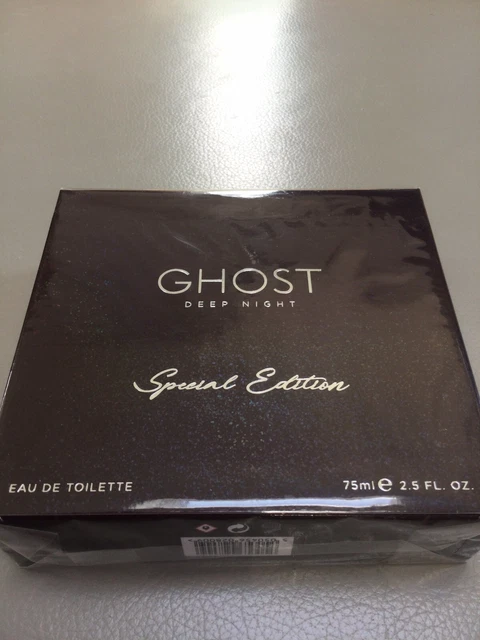 GHOST
DEEP NIGHT
Special Edition
EAU DE TOILETTE
75ml e 2.5 FL. OZ.